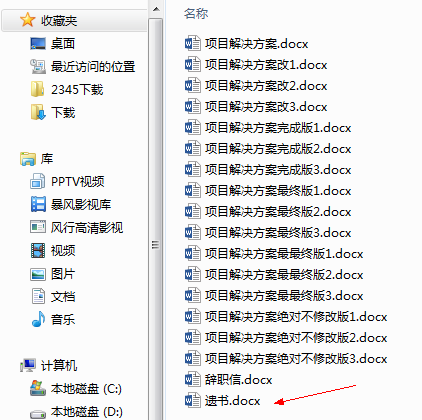 收藏夹
桌面
最近访问的位置
2345下载
下载
库
PPTV视频
暴风影视库
风行高清影视
视频
图片
文档
音乐
计算机
本地磁盘 (C:)
本地磁盘 (D:)
名称
项目解决方案.docx
项目解决方案改1.docx
项目解决方案改2.docx
项目解决方案改3.docx
项目解决方案完成版1.docx
项目解决方案完成版2.docx
项目解决方案完成版3.docx
项目解决方案最终版1.docx
项目解决方案最终版2.docx
项目解决方案最终版3.docx
项目解决方案最最终版1.docx
项目解决方案最最终版2.docx
项目解决方案最最终版3.docx
项目解决方案绝对不修改版1.docx
项目解决方案绝对不修改版2.docx
项目解决方案绝对不修改版3.docx
辞职信.docx
遗书.docx